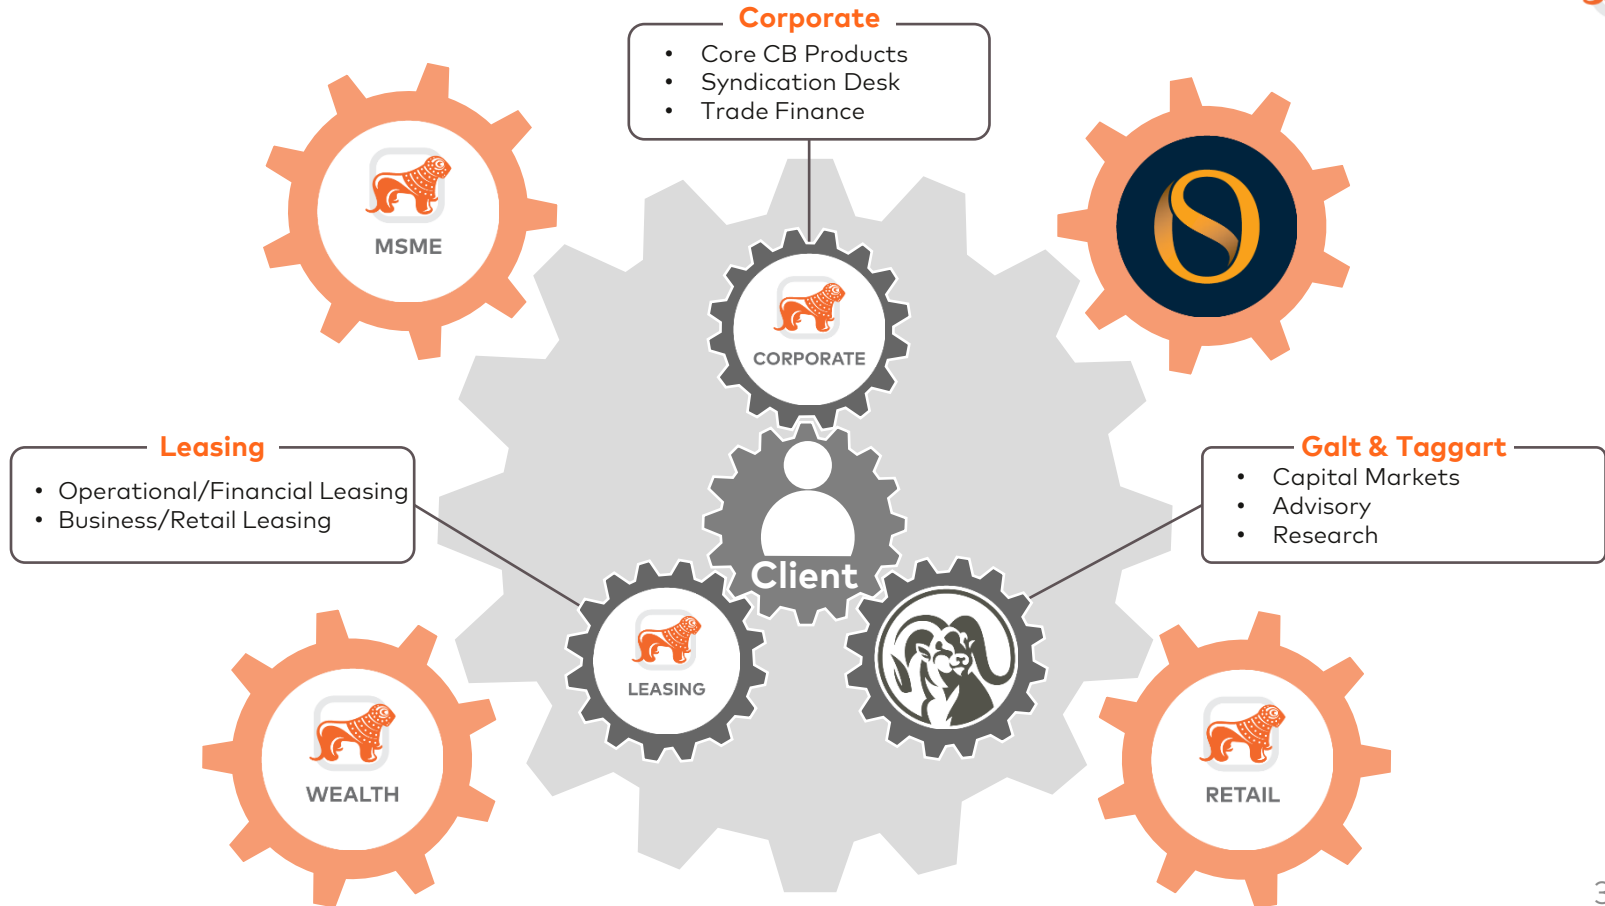 Corporate
• Core CB Products
• Syndication Desk
• Trade Finance
MSME
CORPORATE
Leasing
• Operational/Financial Leasing
• Business/Retail Leasing
Galt & Taggart
• Capital Markets
• Advisory
• Research
Client
LEASING
WEALTH
RETAIL
3